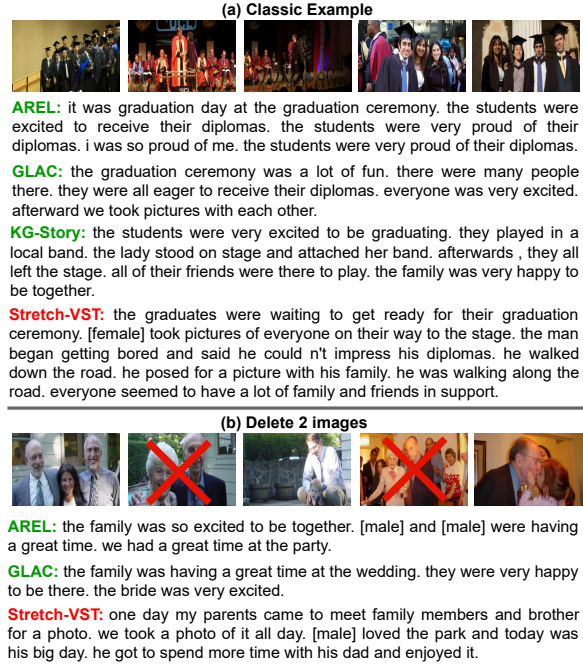 (a) Classic Example
AREL: it was graduation day at the graduation ceremony. the students were
excited to receive their diplomas. the students were very proud of their
diplomas. i was so proud of me. the students were very proud of their diplomas.
GLAC: the graduation ceremony was a lot of fun. there were many people
there. they were all eager to receive their diplomas. everyone was very excited.
afterward we took pictures with each other.
KG-Story: the students were very excited to be graduating. they played in a
local band. the lady stood on stage and attached her band. afterwards , they all
left the stage. all of their friends were there to play. the family was very happy to
be together.
Stretch-VST: the graduates were waiting to get ready for their graduation
ceremony. [female] took pictures of everyone on their way to the stage. the man
began getting bored and said he could n't impress his diplomas. he walked
down the road. he posed for a picture with his family. he was walking along the
road. everyone seemed to have a lot of family and friends in support.
(b) Delete 2 images
AREL: the family was so excited to be together. [male] and [male] were having
a great time. we had a great time at the party.
GLAC: the family was having a great time at the wedding. they were very happy
to be there. the bride was very excited.
Stretch-VST: one day my parents came to meet family members and brother
for a photo. we took a photo of it all day. [male] loved the park and today was
his big day. he got to spend more time with his dad and enjoyed it.